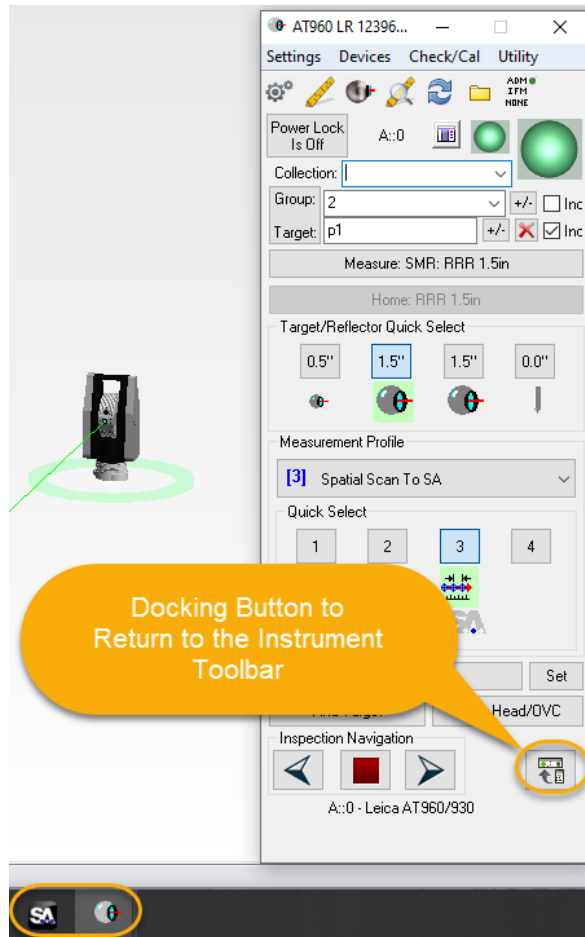 AT960 LR 12396...
Settings Devices Check/Cal Utility
ADM
IFM
NONE
Power Lock
Is Off
A::0
Collection:
Group: 2 +/- Inc
Target: p1 +/- Inc
Measure: SMR: RRR 1.5in
Home: RRR 1.5in
Target/Reflector Quick Select
0.5" 1.5" 1.5" 0.0"
Measurement Profile
[3] Spatial Scan To SA
Quick Select
1 2 3 4
SA
Docking Button to
Return to the Instrument
Toolbar
Set
Head/OVC
Inspection Navigation
A::0 - Leica AT960/930
SA